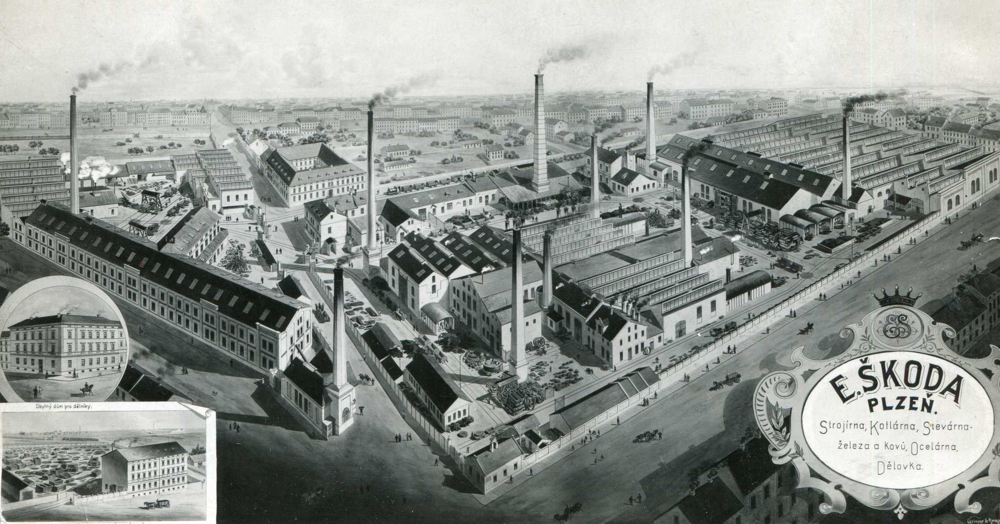 Obytný dům pro dělníky.
E. ŠKODA
PLZEŇ.
Strojírna, Kotlárna, Slevárna-
železa a kovů, Ocelárna,
Dělovka.